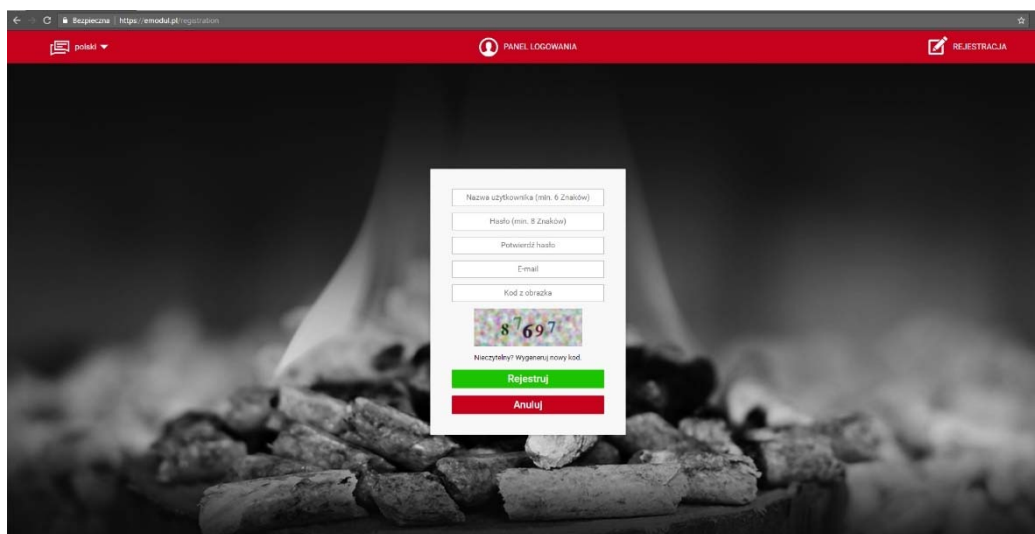 Bezpieczna | https://emodul.pl/registration
polski
PANEL LOGOWANIA
REJESTRACJA
Nazwa użytkownika (min. 6 Znaków)
Hasło (min. 8 Znaków)
Potwierdź hasło
E-mail
Kod z obrazka
87697
Nieczytelny? Wygeneruj nowy kod.
Rejestruj
Anuluj